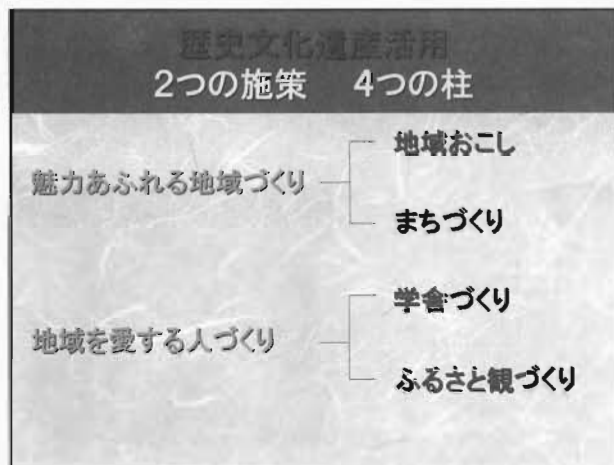 歴史文化遺産活用
2つの施策 4つの柱
魅力あふれる地域づくり
地域おこし
まちづくり
地域を愛する人づくり
学舎づくり
ふるさと観づくり